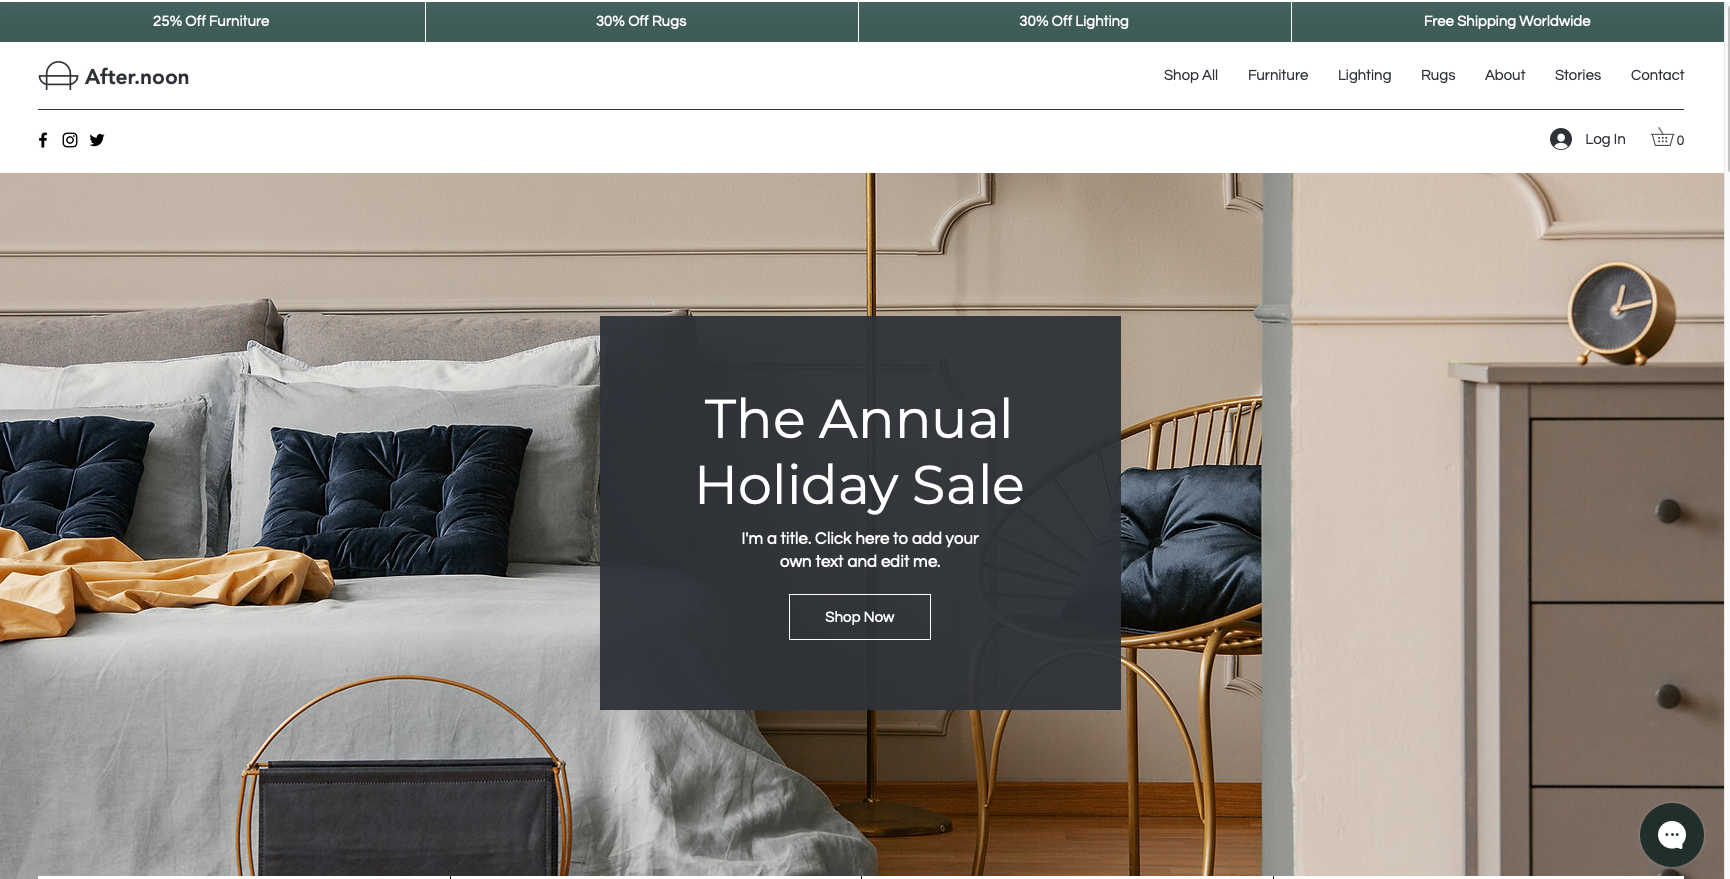 25% Off Furniture
30% Off Rugs
30% Off Lighting
Free Shipping Worldwide
After.noon
Shop All
Furniture
Lighting
Rugs
About
Stories
Contact
Log In
0
The Annual
Holiday Sale
I'm a title. Click here to add your
own text and edit me.
Shop Now